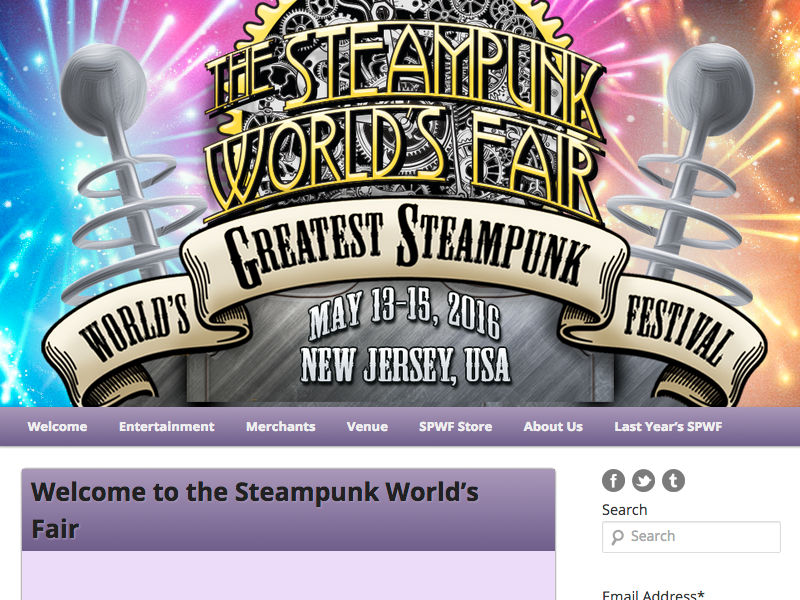 THE STEAMPUNK
WORLD'S FAIR
WORLD'S GREATEST STEAMPUNK FESTIVAL
MAY 13-15, 2016
NEW JERSEY, USA
Welcome Entertainment Merchants Venue SPWF Store About Us Last Year's SPWF
Welcome to the Steampunk World's
Fair
f t
Search
Search
Email Address*